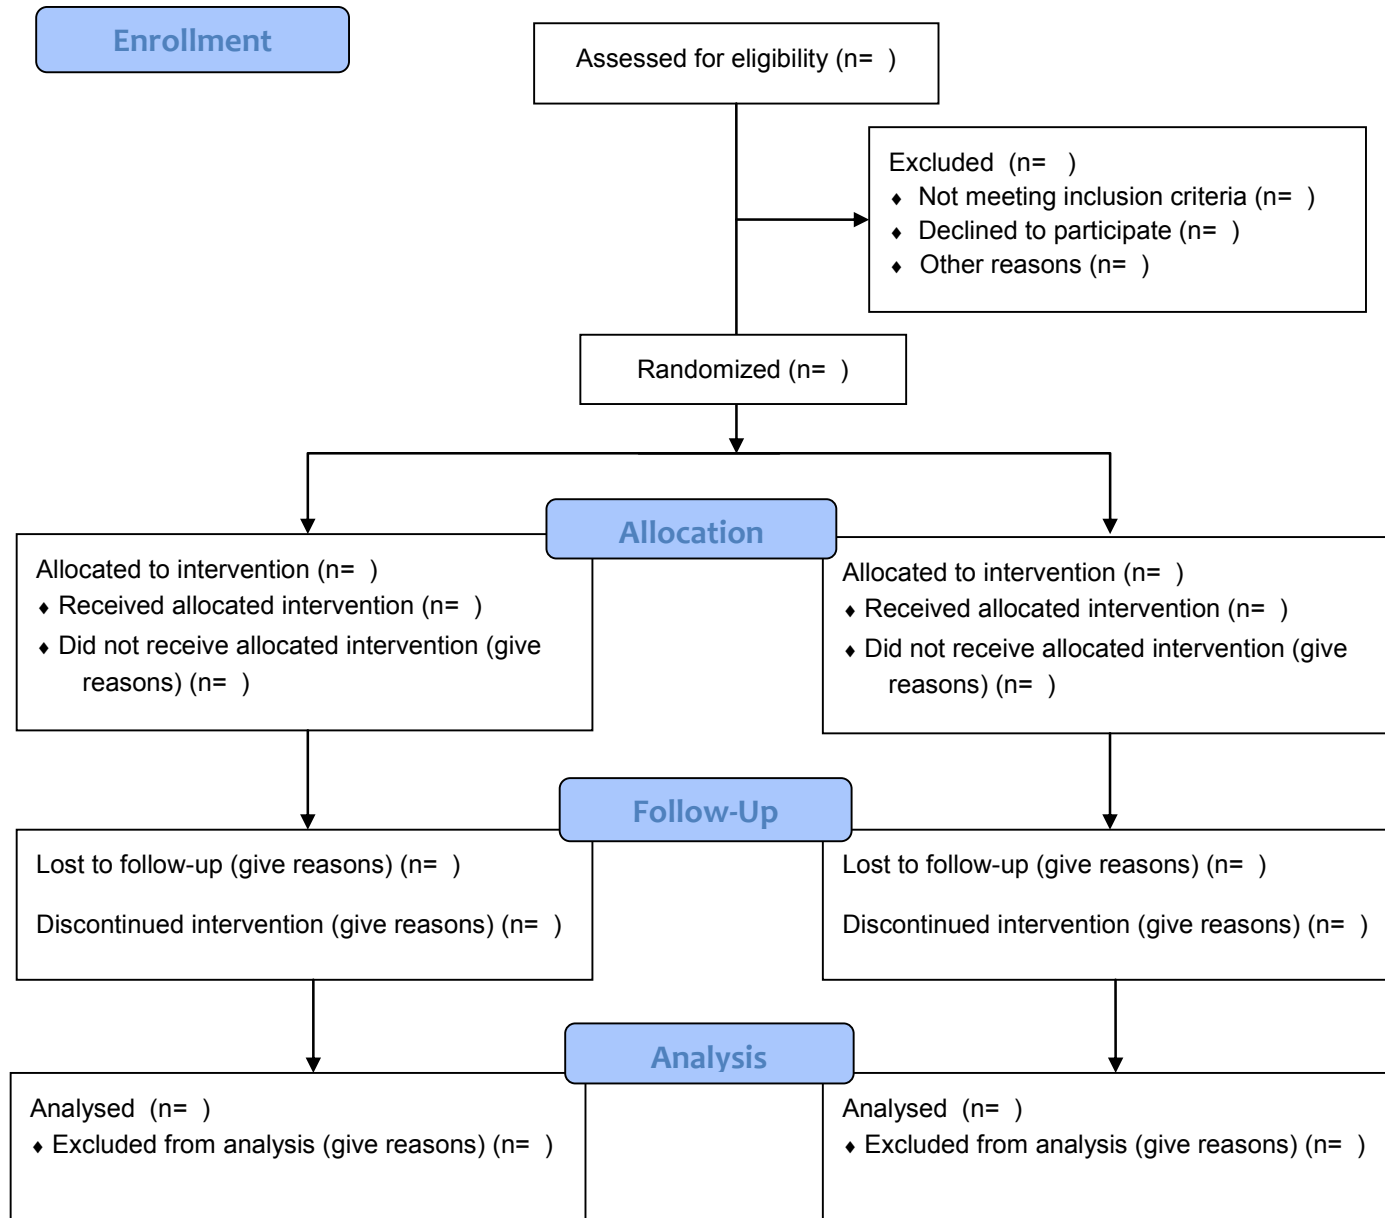 Enrollment
Assessed for eligibility (n=  )
Excluded  (n=   )
♦ Not meeting inclusion criteria (n=  )
♦ Declined to participate (n=  )
♦ Other reasons (n=  )
Randomized (n=  )
Allocation
Allocated to intervention (n=  )
♦ Received allocated intervention (n=  )
♦ Did not receive allocated intervention (give
reasons) (n=  )
Allocated to intervention (n=  )
♦ Received allocated intervention (n=  )
♦ Did not receive allocated intervention (give
reasons) (n=  )
Follow-Up
Lost to follow-up (give reasons) (n=  )
Discontinued intervention (give reasons) (n=  )
Lost to follow-up (give reasons) (n=  )
Discontinued intervention (give reasons) (n=  )
Analysis
Analysed  (n=  )
♦ Excluded from analysis (give reasons) (n=  )
Analysed  (n=  )
♦ Excluded from analysis (give reasons) (n=  )